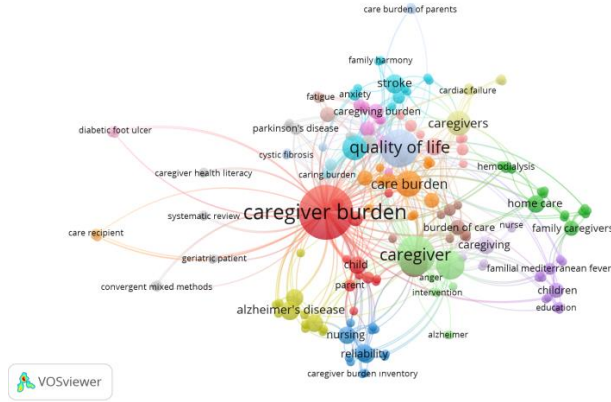 care burden of parents
family harmony
stroke
cardiac failure
anxiety
fatigue
caregiving burden
caregivers
parkinson's disease
diabetic foot ulcer
quality of life
cystic fibrosis
hemodialysis
caregiver health literacy
caring burden
care burden
home care
caregiver burden
systematic review
nurse
family caregivers
burden of care
care recipient
caregiving
caregiver
geriatric patient
child
familial mediterranean fever
anger
parent
convergent mixed methods
intervention
children
education
alzheimer's disease
nursing
alzheimer
reliability
caregiver burden inventory
VOSviewer